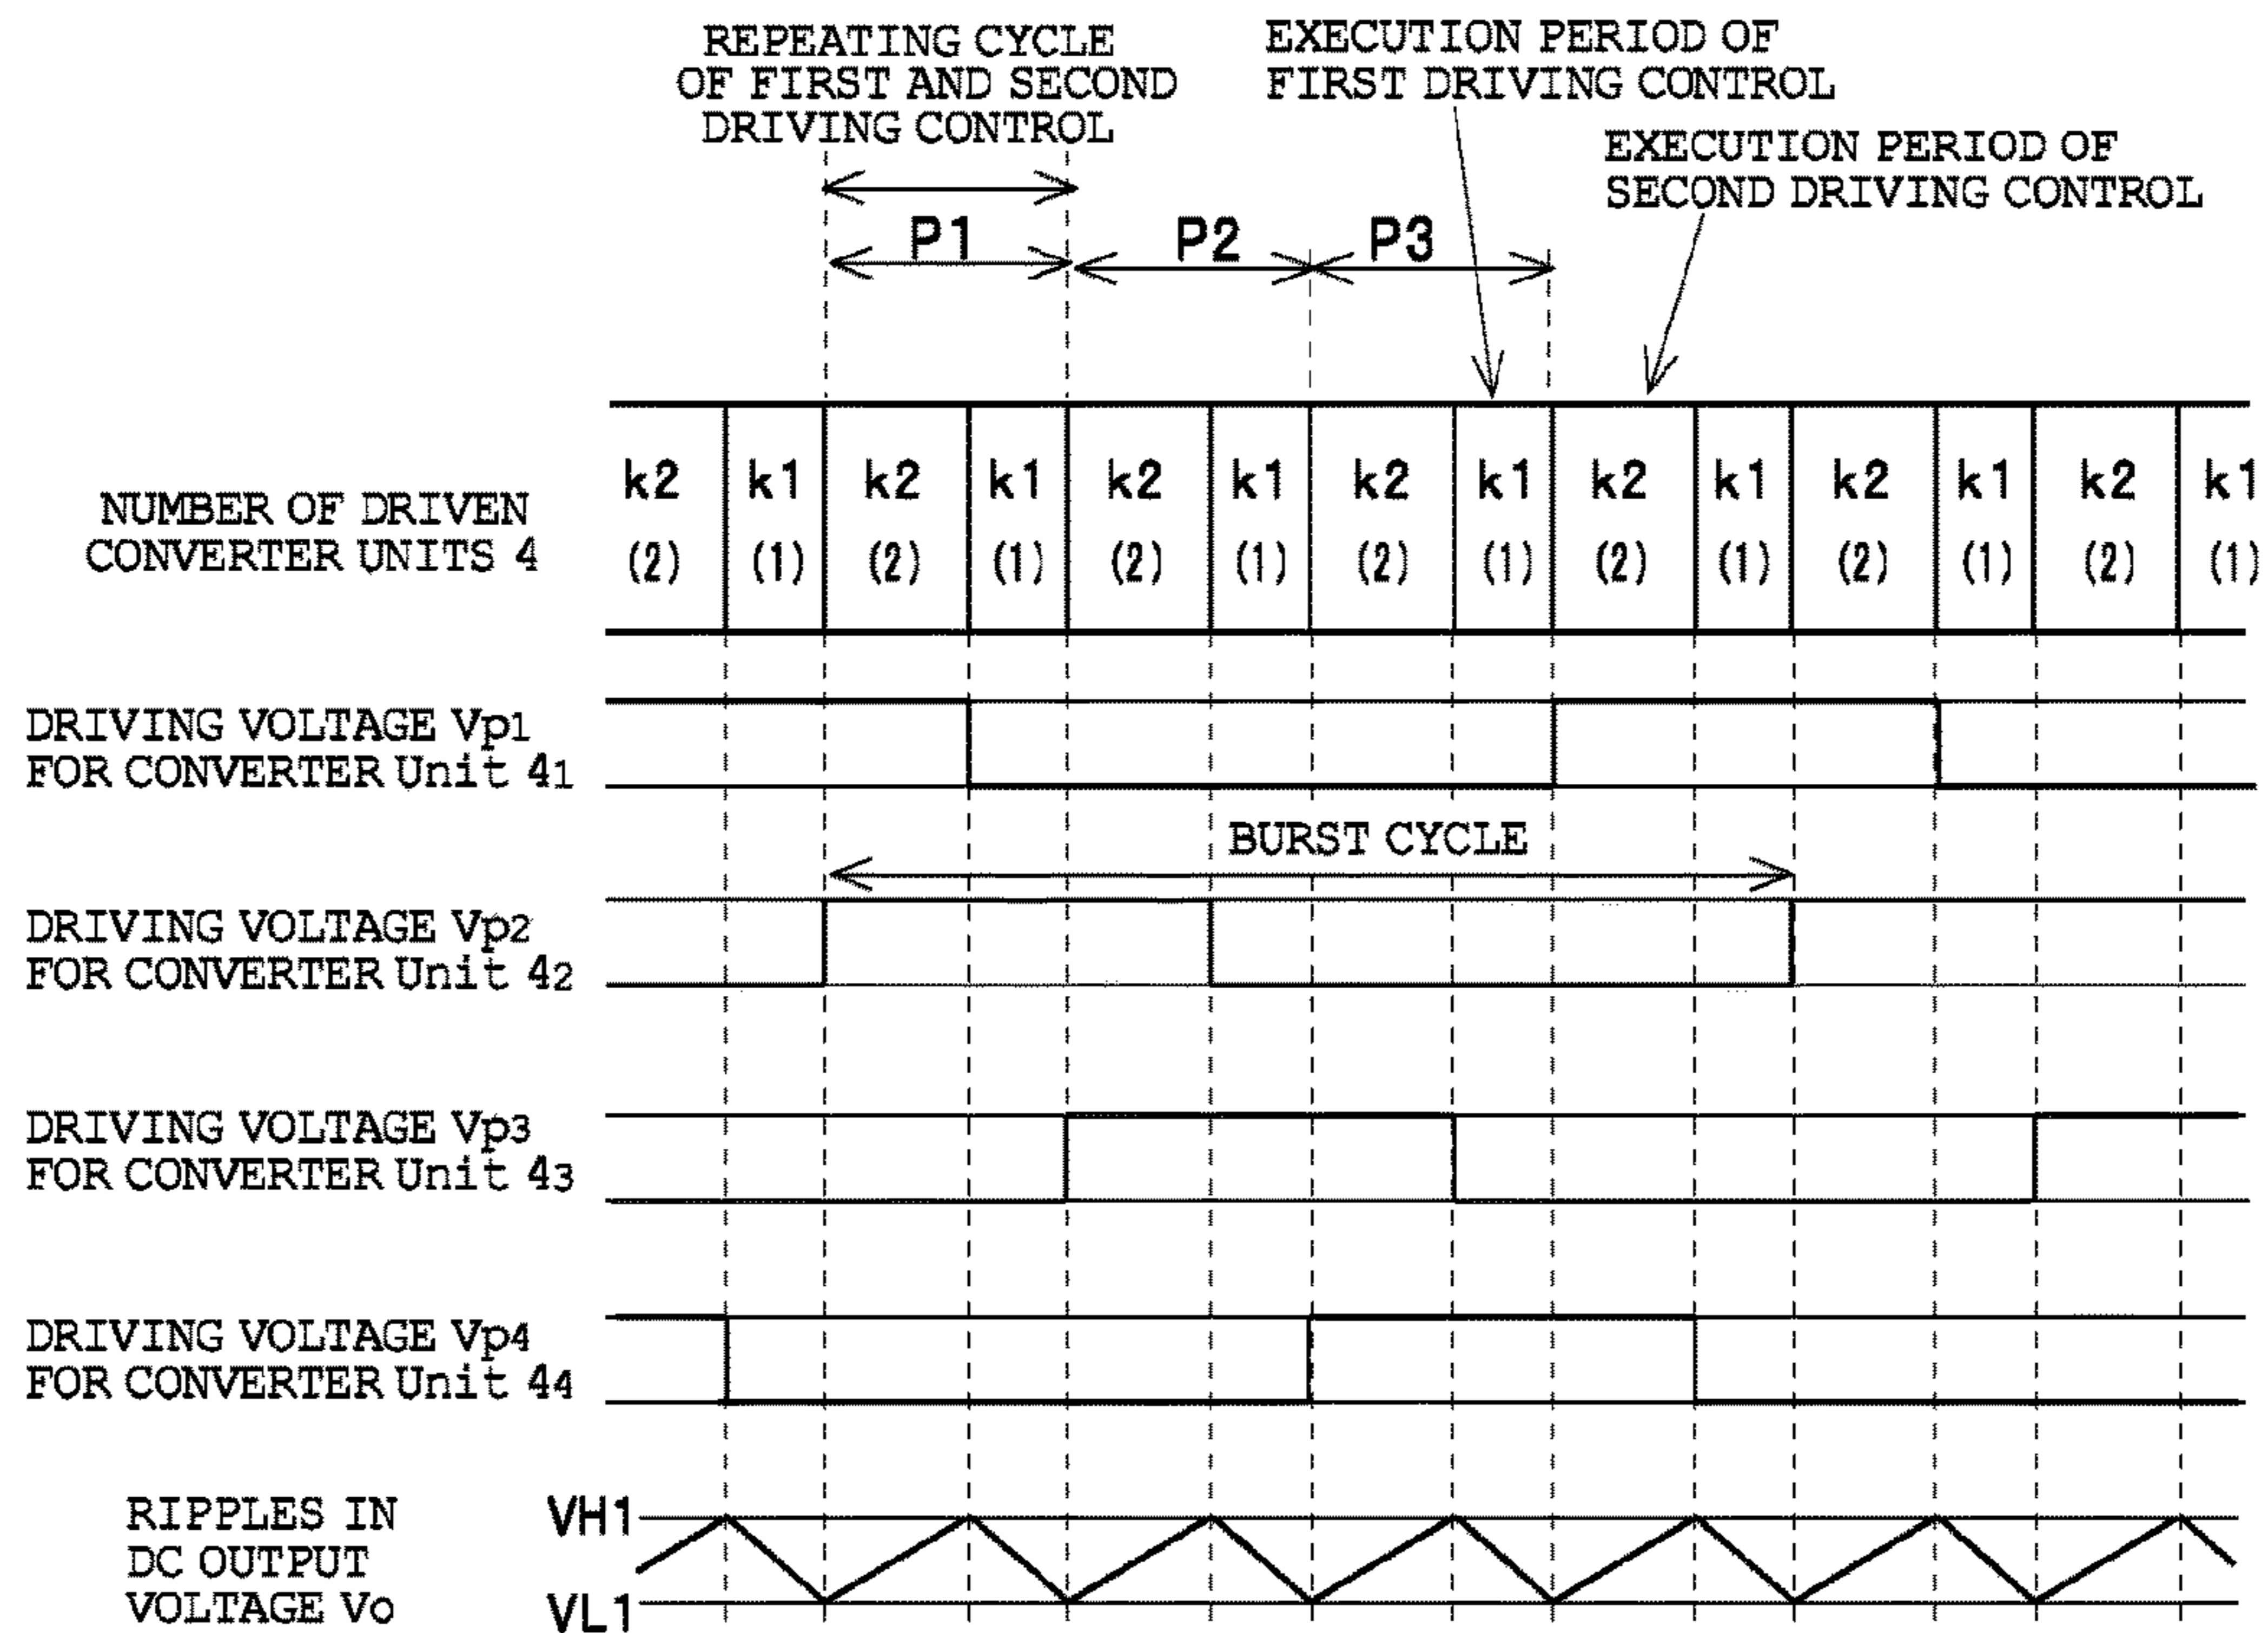 REPEATING CYCLE
OF FIRST AND SECOND
DRIVING CONTROL
EXECUTION PERIOD OF
FIRST DRIVING CONTROL
EXECUTION PERIOD OF
SECOND DRIVING CONTROL
P1 P2 P3
NUMBER OF DRIVEN
CONVERTER UNITS 4
k2 k1 k2 k1 k2 k1 k2 k1 k2 k1 k2 k1 k2 k1
(2) (1) (2) (1) (2) (1) (2) (1) (2) (1) (2) (1) (2) (1)
DRIVING VOLTAGE Vp1
FOR CONVERTER Unit 41
BURST CYCLE
DRIVING VOLTAGE Vp2
FOR CONVERTER Unit 42
DRIVING VOLTAGE Vp3
FOR CONVERTER Unit 43
DRIVING VOLTAGE Vp4
FOR CONVERTER Unit 44
RIPPLES IN
DC OUTPUT
VOLTAGE Vo
VH1
VL1